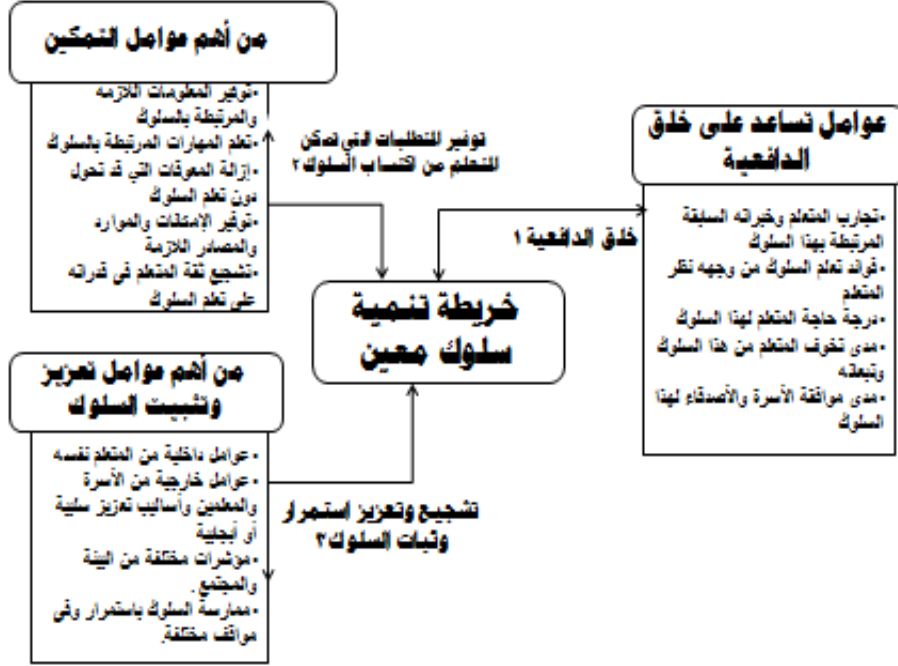 من أهم عوامل التمكين
-توفير المعلومات اللازمه
والمرتبطة بالسلوك
-تعلم المهارات المرتبطة بالسلوك
-إزالة المعوقات التي قد تحول
دون تعلم السلوك
-توفير الإمكانات والموارد
والمصادر اللازمة
-تشجيع ثقة المتعلم في قدراته
على تعلم السلوك
توفير المتطلبات التي تمكن
المتعلم من اكتساب السلوك ٢
عوامل تساعد على خلق
الدافعية
-تجارب المتعلم وخبراته السابقة
المرتبطة بهذا السلوك
-فوائد تعلم السلوك من وجهه نظر
المتعلم
-درجة حاجة المتعلم لهذا السلوك
-مدى تخوف المتعلم من هذا السلوك
وتبعاته
-مدى موافقة الأسرة والأصدقاء لهذا
السلوك
خلق الدافعية ١
خريطة تنمية
سلوك معين
من أهم عوامل تعزيز
وتثبيت السلوك
-عوامل داخلية من المتعلم نفسه
-عوامل خارجية من الأسرة
والمعلمين وأساليب تعزيز سلبية
أو أيجابية
-مؤشرات مختلفة من البيئة
والمجتمع.
-ممارسة السلوك باستمرار وفي
مواقف مختلفة.
تشجيع وتعزيز استمرار
وثبات السلوك ٣